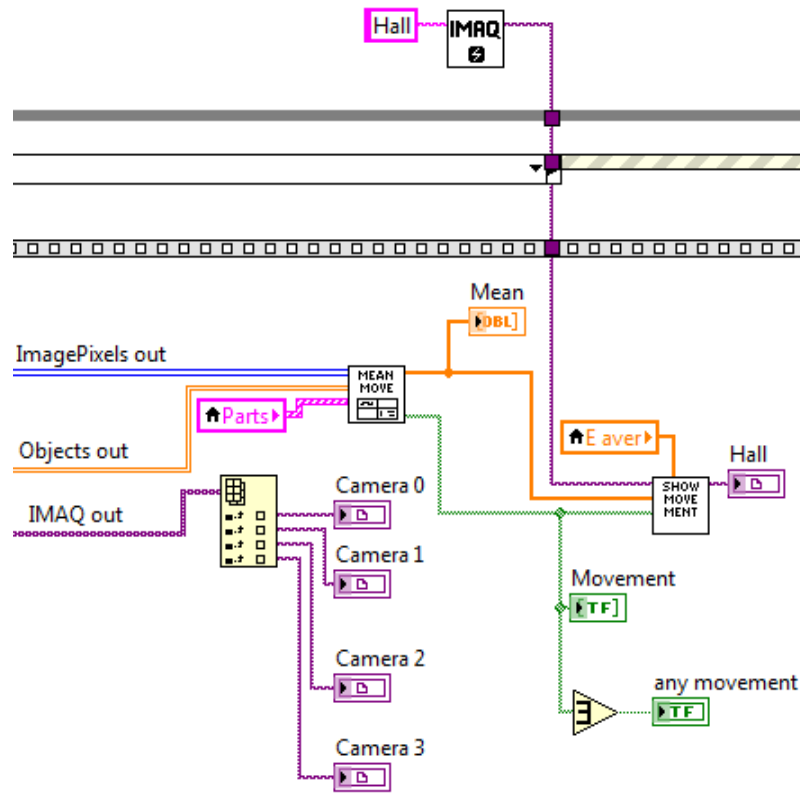 Hall
IMAQ
Mean
DBL]
ImagePixels out
MEAN
MOVE
Parts
E aver
Objects out
Hall
SHOW
MOVE
MENT
Camera 0
IMAQ out
Camera 1
Movement
[TF]
Camera 2
any movement
TF
Camera 3